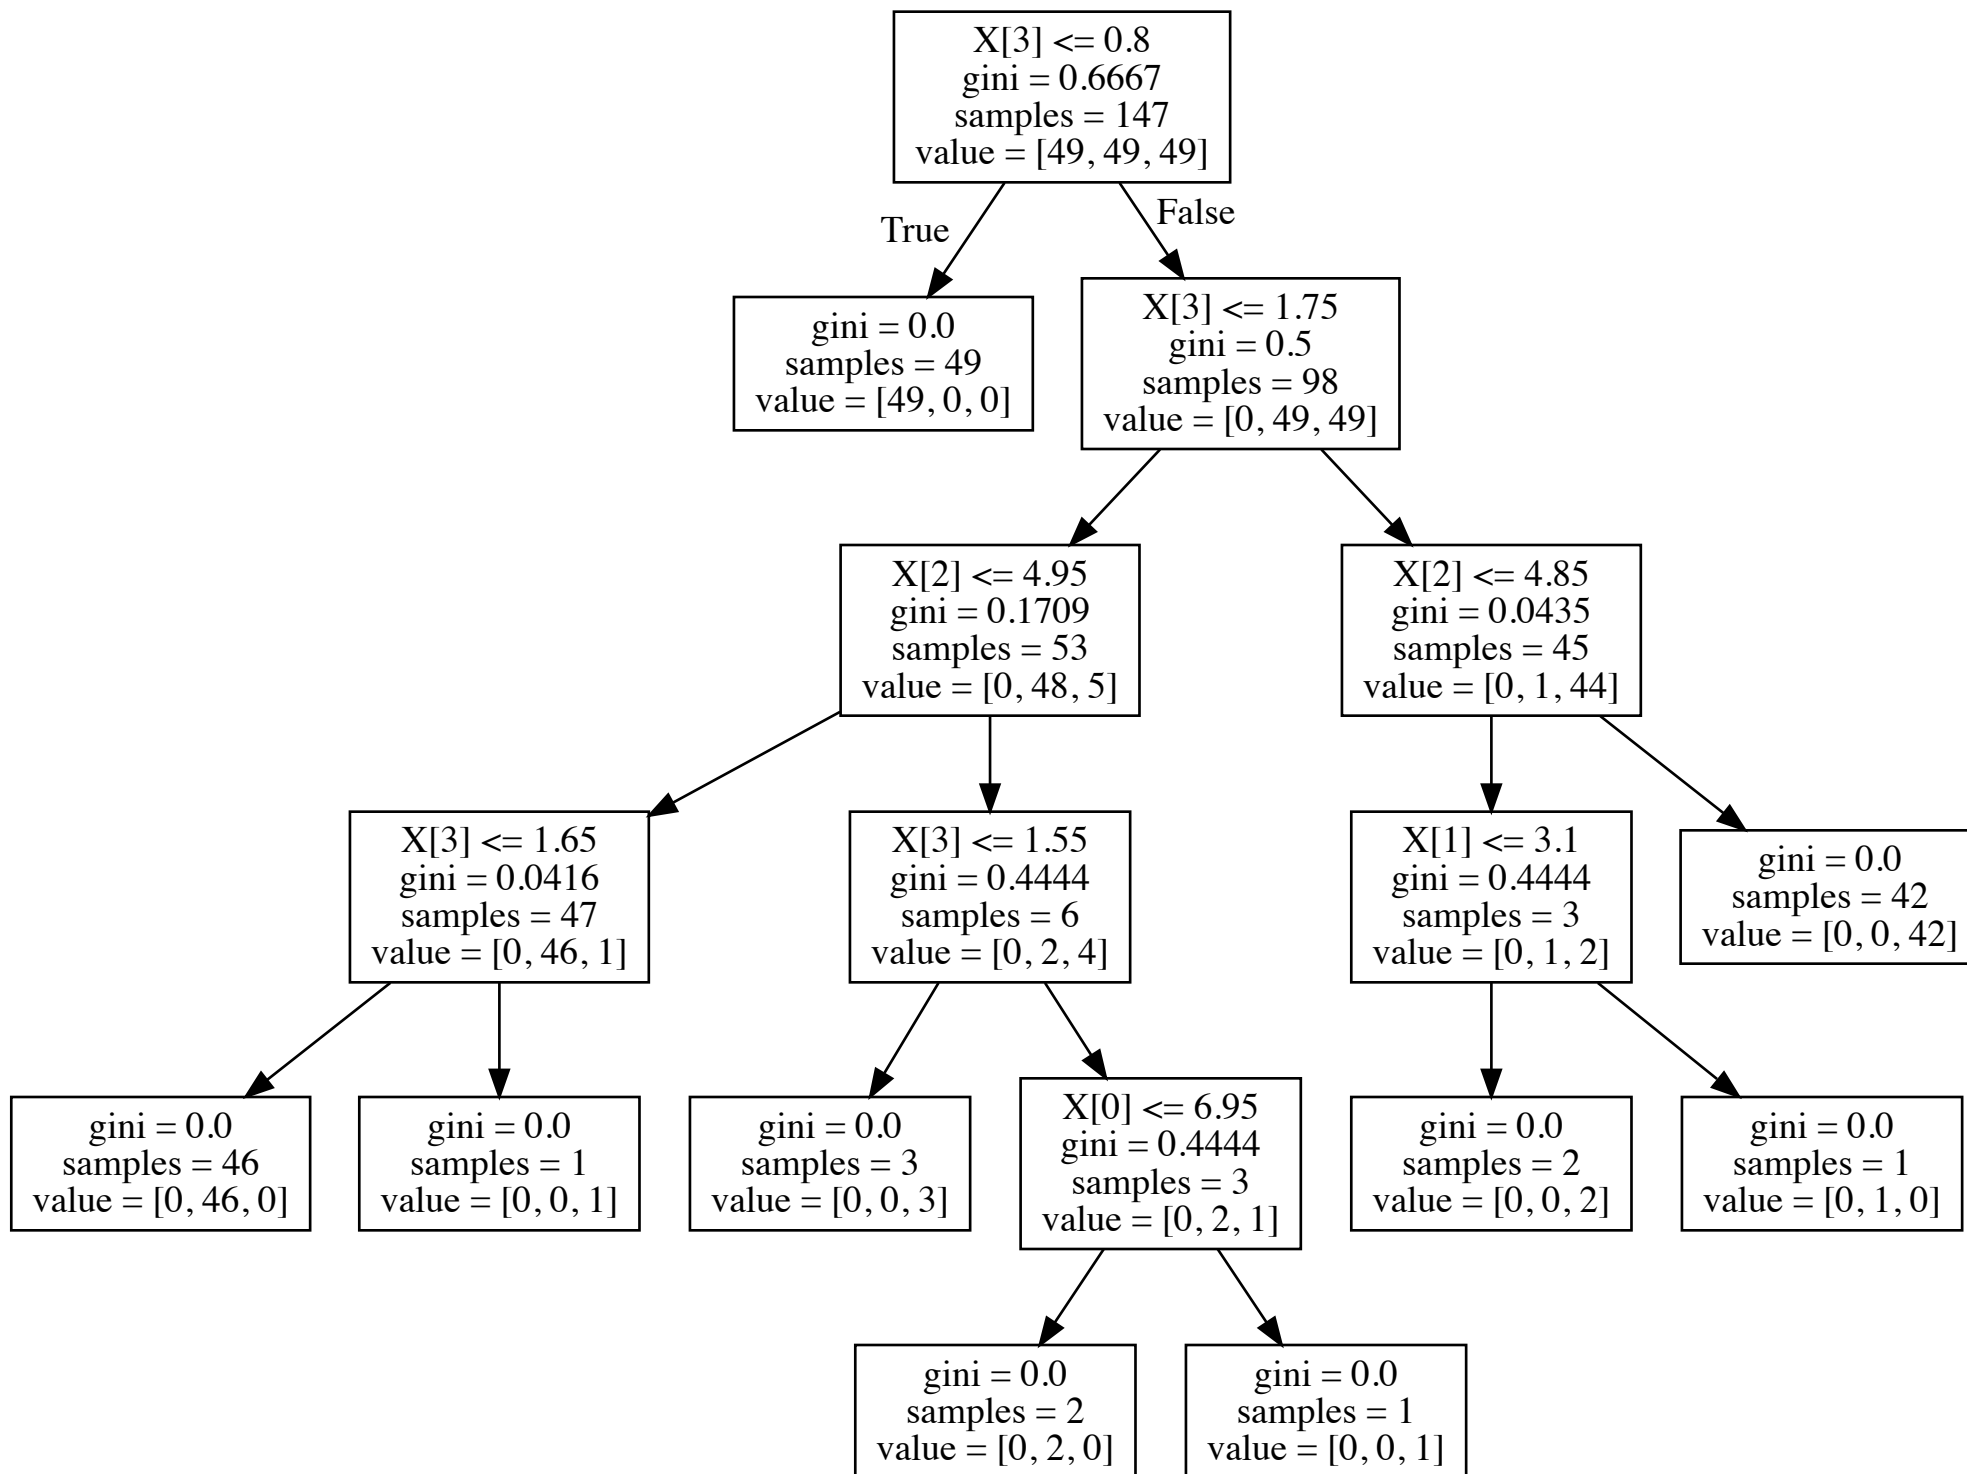 X[3] <= 0.8
gini = 0.6667
samples = 147
value = [49, 49, 49]
True
False
gini = 0.0
samples = 49
value = [49, 0, 0]
X[3] <= 1.75
gini = 0.5
samples = 98
value = [0, 49, 49]
X[2] <= 4.95
gini = 0.1709
samples = 53
value = [0, 48, 5]
X[2] <= 4.85
gini = 0.0435
samples = 45
value = [0, 1, 44]
X[3] <= 1.65
gini = 0.0416
samples = 47
value = [0, 46, 1]
X[3] <= 1.55
gini = 0.4444
samples = 6
value = [0, 2, 4]
X[1] <= 3.1
gini = 0.4444
samples = 3
value = [0, 1, 2]
gini = 0.0
samples = 42
value = [0, 0, 42]
gini = 0.0
samples = 46
value = [0, 46, 0]
gini = 0.0
samples = 1
value = [0, 0, 1]
gini = 0.0
samples = 3
value = [0, 0, 3]
X[0] <= 6.95
gini = 0.4444
samples = 3
value = [0, 2, 1]
gini = 0.0
samples = 2
value = [0, 0, 2]
gini = 0.0
samples = 1
value = [0, 1, 0]
gini = 0.0
samples = 2
value = [0, 2, 0]
gini = 0.0
samples = 1
value = [0, 0, 1]